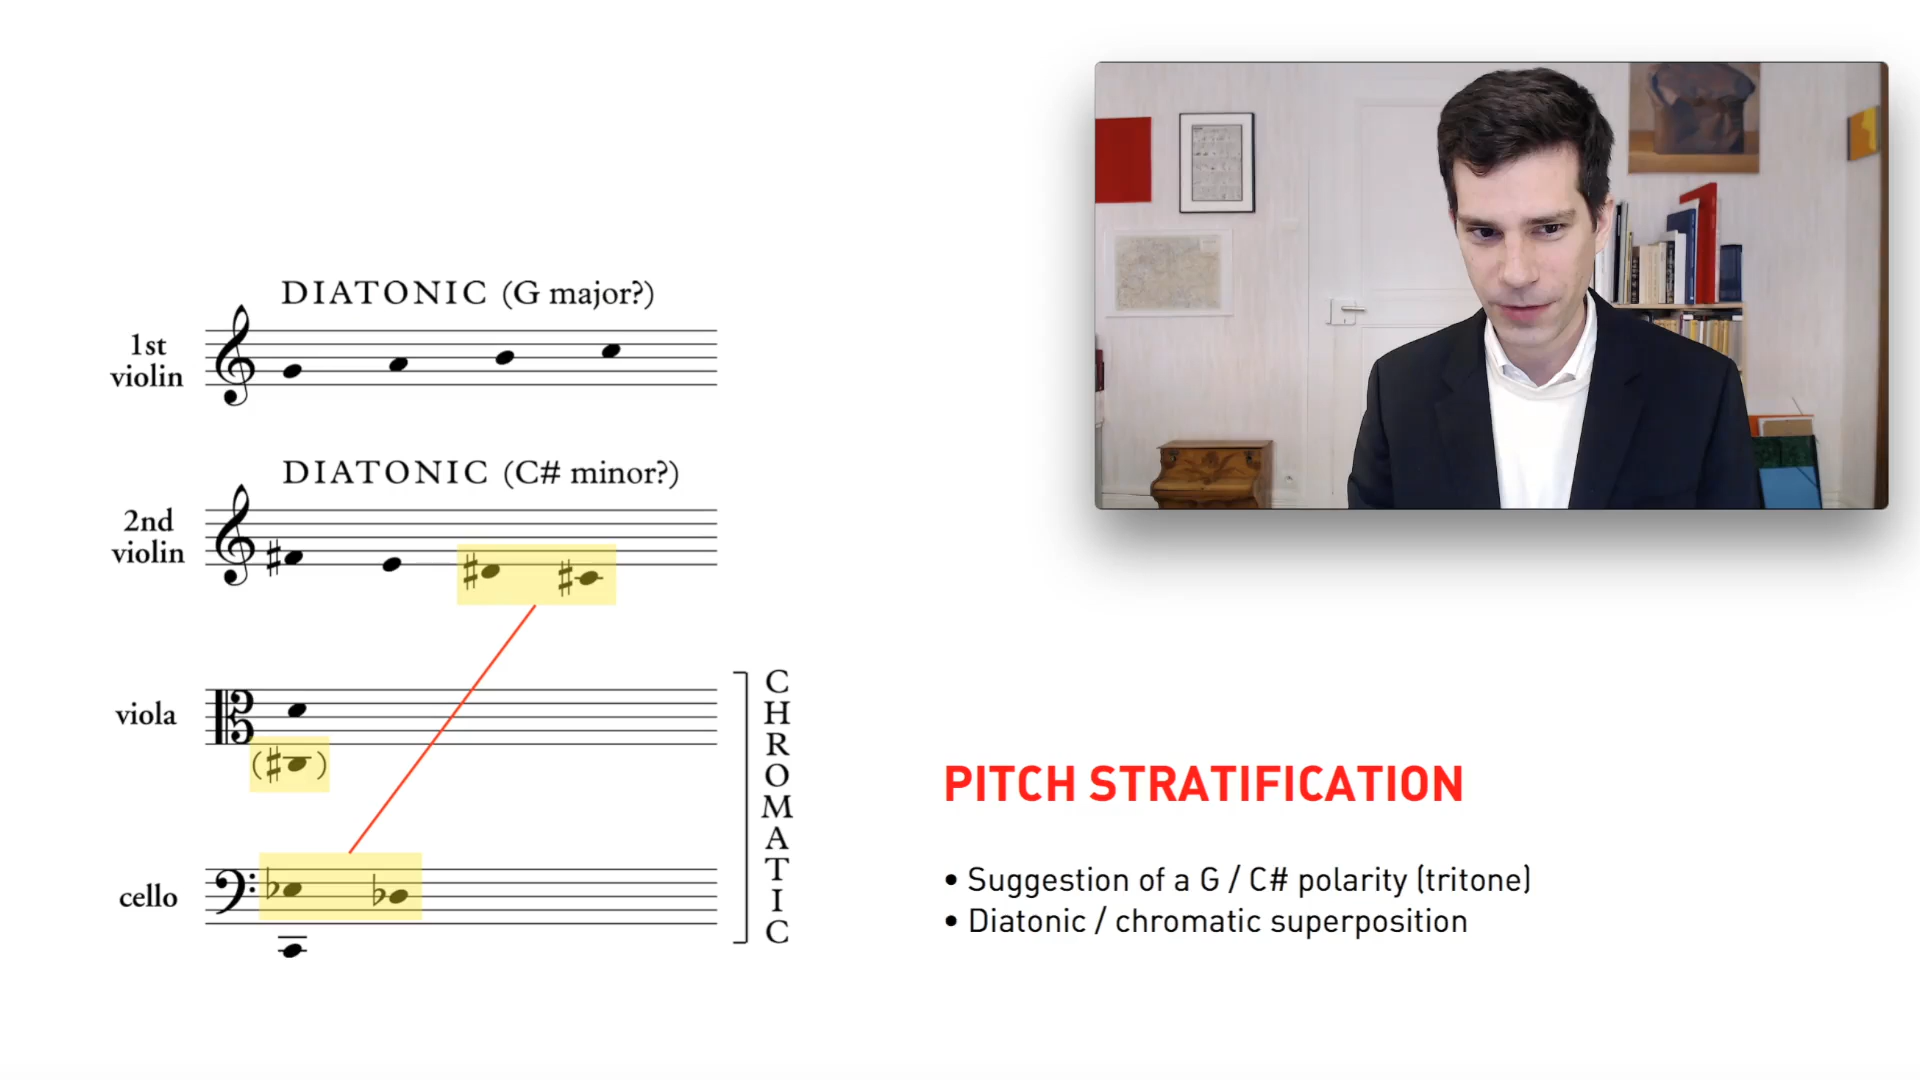 DIATONIC (G major?)
1st
violin
DIATONIC (C# minor?)
2nd
violin
viola
cello
CHROMATIC
PITCH STRATIFICATION
• Suggestion of a G / C# polarity (tritone)
• Diatonic / chromatic superposition